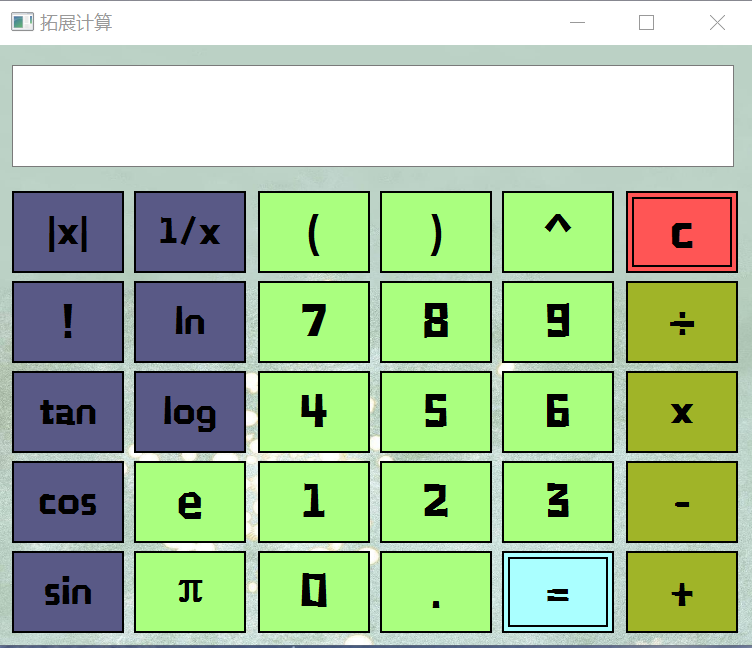 拓展计算
|x| 1/x ( ) ^ c
! ln 7 8 9 ÷
tan log 4 5 6 x
cos e 1 2 3 -
sin π 0 . = +